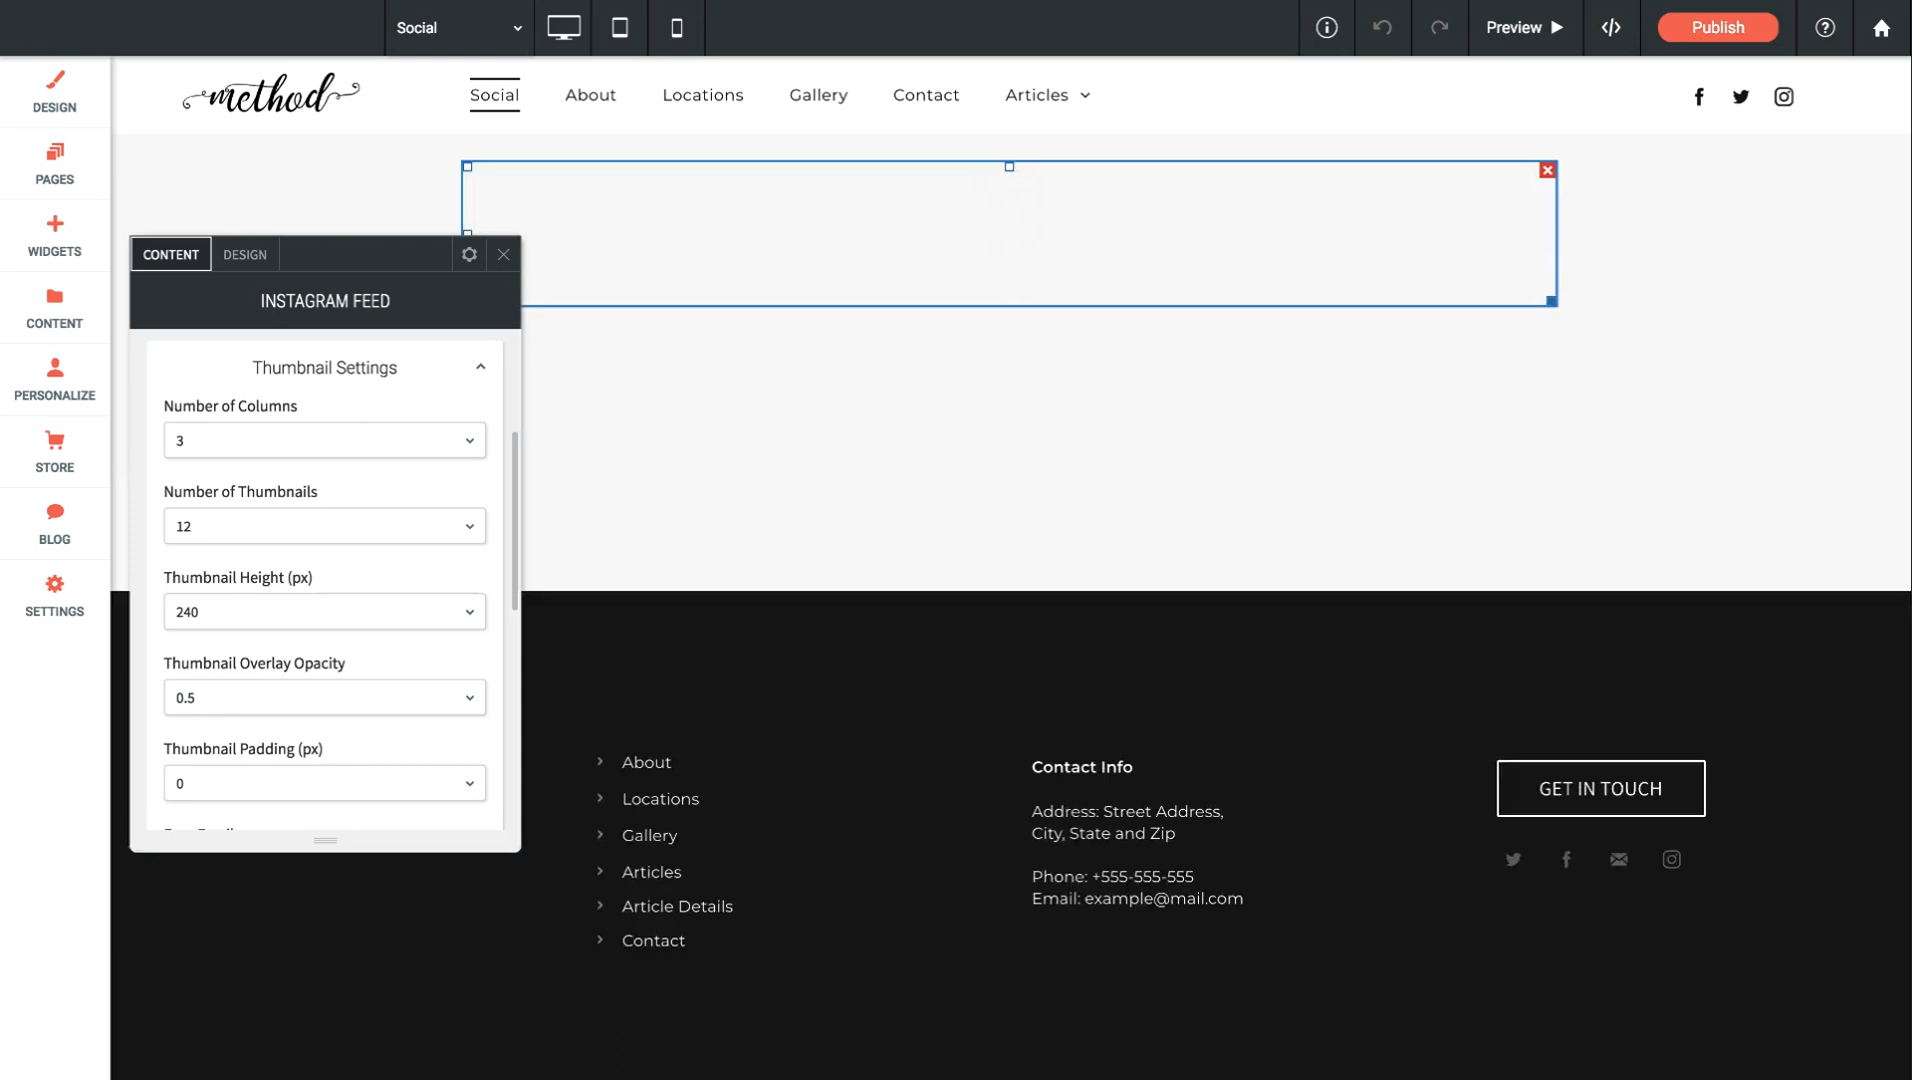 Social
Preview
Publish
DESIGN
PAGES
WIDGETS
CONTENT
PERSONALIZE
STORE
BLOG
SETTINGS
method
Social
About
Locations
Gallery
Contact
Articles
CONTENT
DESIGN
INSTAGRAM FEED
Thumbnail Settings
Number of Columns
3
Number of Thumbnails
12
Thumbnail Height (px)
240
Thumbnail Overlay Opacity
0.5
Thumbnail Padding (px)
0
About
Locations
Gallery
Articles
Article Details
Contact
Contact Info
Address: Street Address,
City, State and Zip
Phone: +555-555-555
Email: example@mail.com
GET IN TOUCH